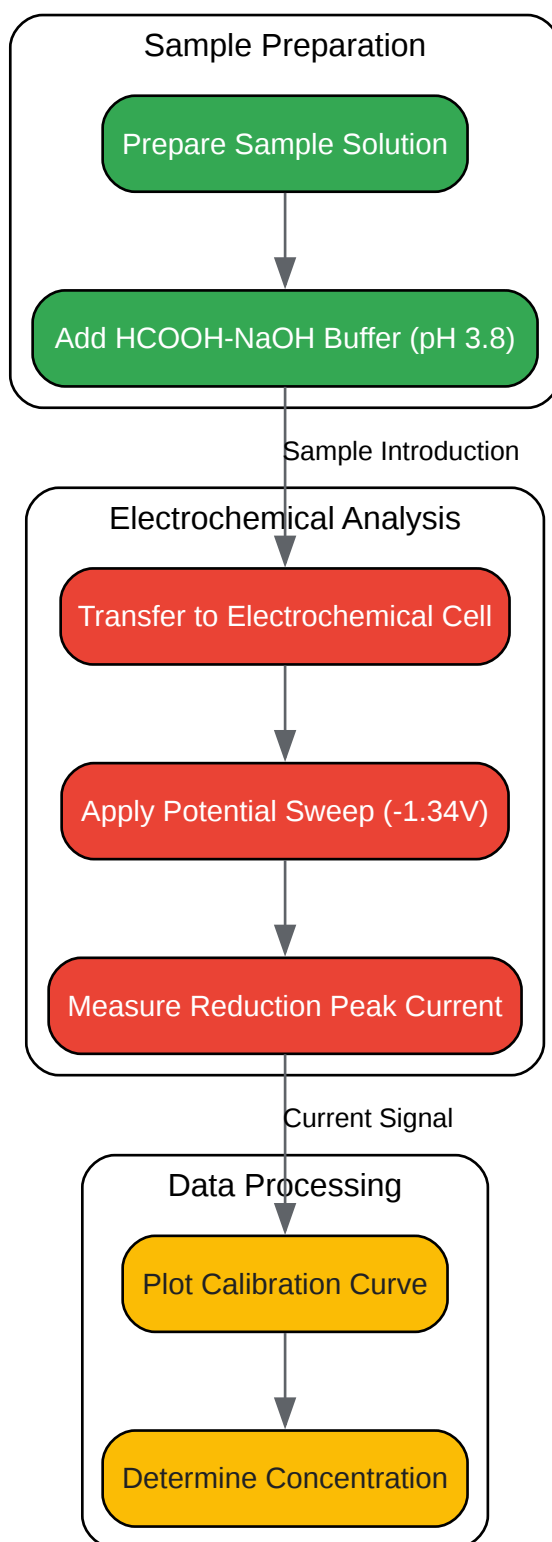 Sample Preparation
Prepare Sample Solution
Add HCOOH-NaOH Buffer (pH 3.8)
Sample Introduction
Electrochemical Analysis
Transfer to Electrochemical Cell
Apply Potential Sweep (-1.34V)
Measure Reduction Peak Current
Current Signal
Data Processing
Plot Calibration Curve
Determine Concentration